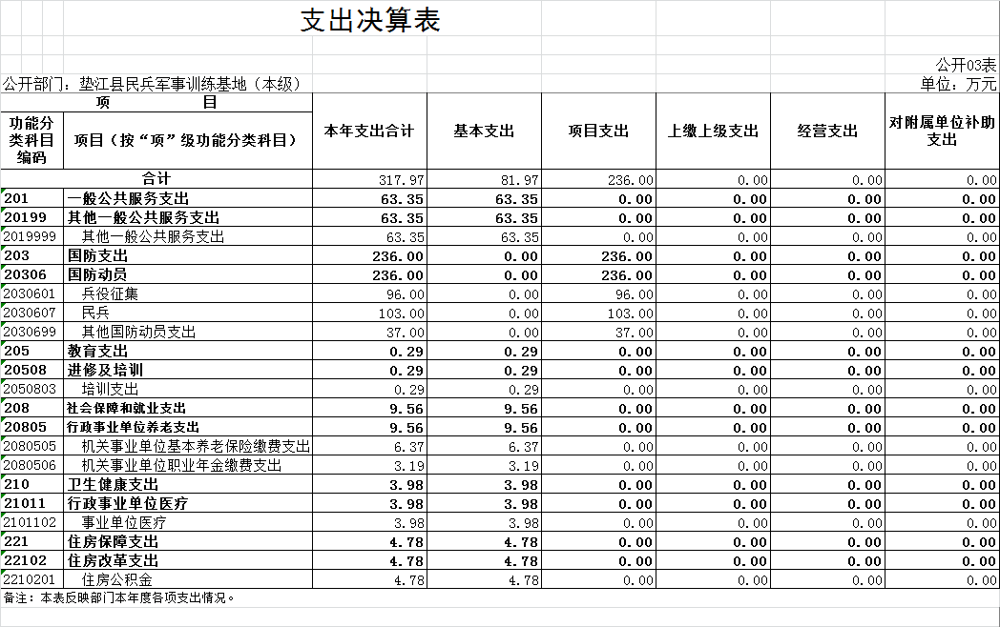 支出决算表
公开03表
公开部门：垫江县民兵军事训练基地（本级） 单位：万元
项 目 本年支出合计 基本支出 项目支出 上缴上级支出 经营支出 对附属单位补助支出
功能分类科目编码 项目（按“项”级功能分类科目）
合计 317.97 81.97 236.00 0.00 0.00 0.00
201 一般公共服务支出 63.35 63.35 0.00 0.00 0.00 0.00
20199 其他一般公共服务支出 63.35 63.35 0.00 0.00 0.00 0.00
2019999 其他一般公共服务支出 63.35 63.35 0.00 0.00 0.00 0.00
203 国防支出 236.00 0.00 236.00 0.00 0.00 0.00
20306 国防动员 236.00 0.00 236.00 0.00 0.00 0.00
2030601 兵役征集 96.00 0.00 96.00 0.00 0.00 0.00
2030607 民兵 103.00 0.00 103.00 0.00 0.00 0.00
2030699 其他国防动员支出 37.00 0.00 37.00 0.00 0.00 0.00
205 教育支出 0.29 0.29 0.00 0.00 0.00 0.00
20508 进修及培训 0.29 0.29 0.00 0.00 0.00 0.00
2050803 培训支出 0.29 0.29 0.00 0.00 0.00 0.00
208 社会保障和就业支出 9.56 9.56 0.00 0.00 0.00 0.00
20805 行政事业单位养老支出 9.56 9.56 0.00 0.00 0.00 0.00
2080505 机关事业单位基本养老保险缴费支出 6.37 6.37 0.00 0.00 0.00 0.00
2080506 机关事业单位职业年金缴费支出 3.19 3.19 0.00 0.00 0.00 0.00
210 卫生健康支出 3.98 3.98 0.00 0.00 0.00 0.00
21011 行政事业单位医疗 3.98 3.98 0.00 0.00 0.00 0.00
2101102 事业单位医疗 3.98 3.98 0.00 0.00 0.00 0.00
221 住房保障支出 4.78 4.78 0.00 0.00 0.00 0.00
22102 住房改革支出 4.78 4.78 0.00 0.00 0.00 0.00
2210201 住房公积金 4.78 4.78 0.00 0.00 0.00 0.00
备注：本表反映部门本年度各项支出情况。